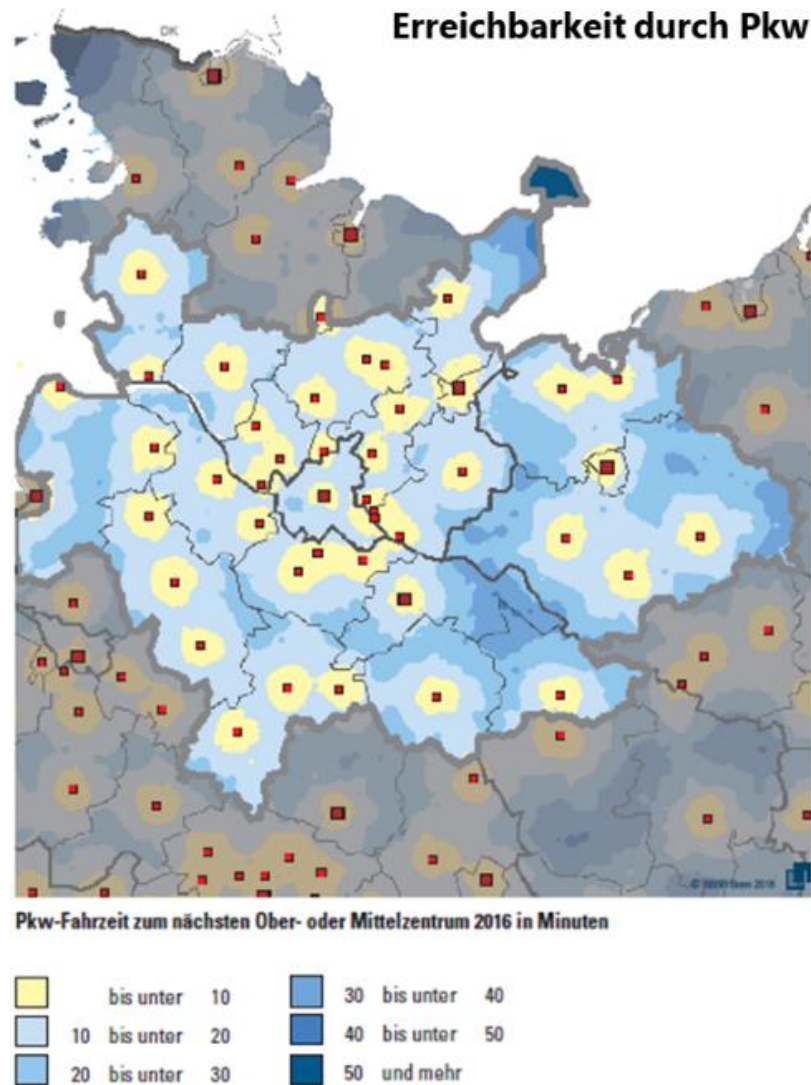 Erreichbarkeit durch Pkw
DK
Pkw-Fahrzeit zum nächsten Ober- oder Mittelzentrum 2016 in Minuten
bis unter 10
10 bis unter 20
20 bis unter 30
30 bis unter 40
40 bis unter 50
50 und mehr